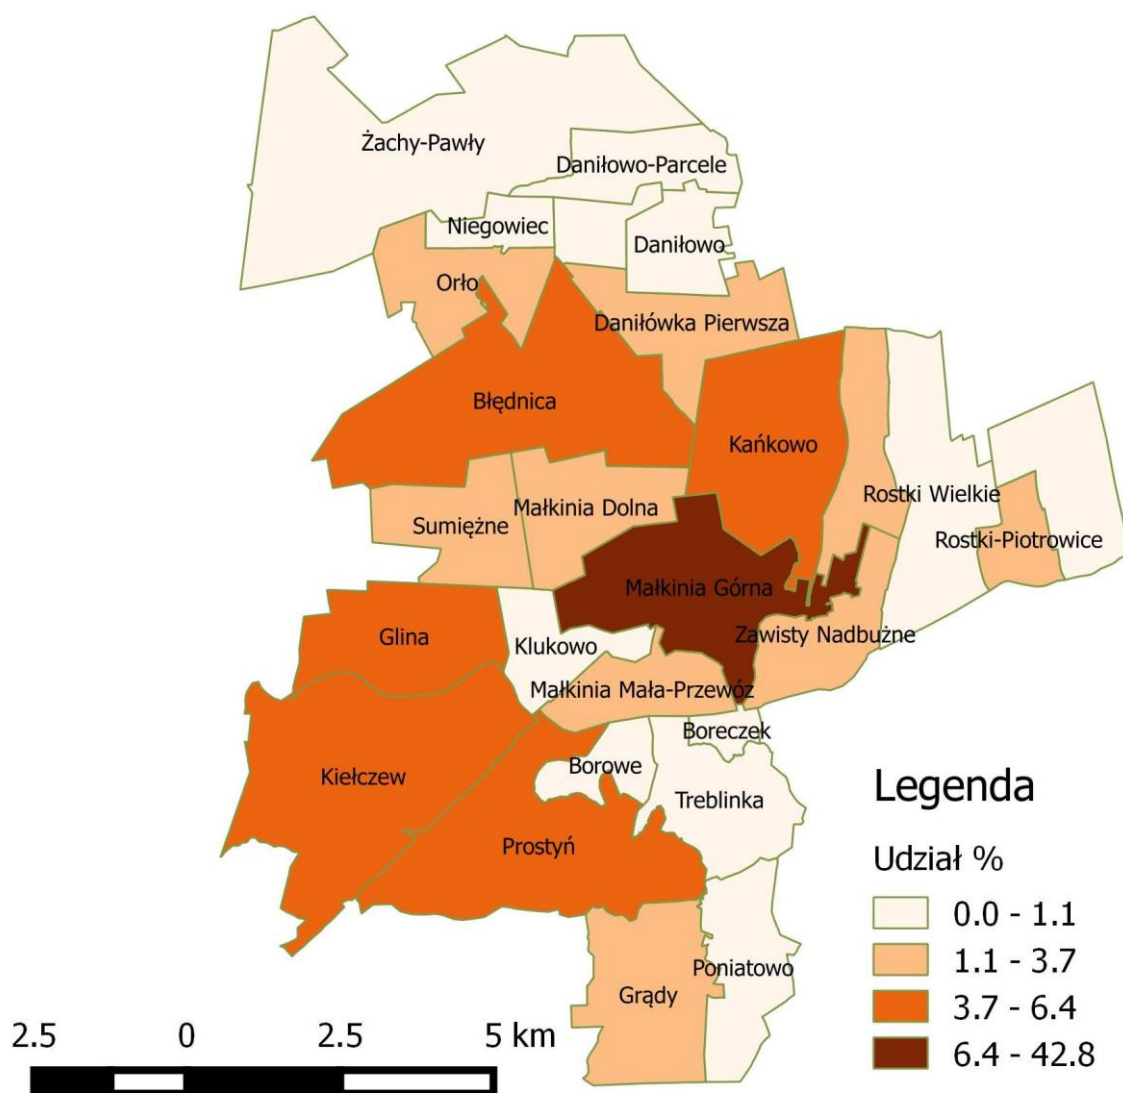 Żachy-Pawły
Daniłowo-Parcele
Niegowiec
Daniłowo
Orło
Daniłówka Pierwsza
Błędnica
Kańkowo
Rostki Wielkie
Małkinia Dolna
Sumiężne
Rostki-Piotrowice
Małkinia Górna
Zawisty Nadbużne
Glina
Klukowo
Małkinia Mała-Przewóz
Boreczek
Borowe
Kiełczew
Treblinka
Prostyń
Poniatowo
Grądy
Legenda
Udział %
0.0 - 1.1
1.1 - 3.7
3.7 - 6.4
6.4 - 42.8
2.5 0 2.5 5 km